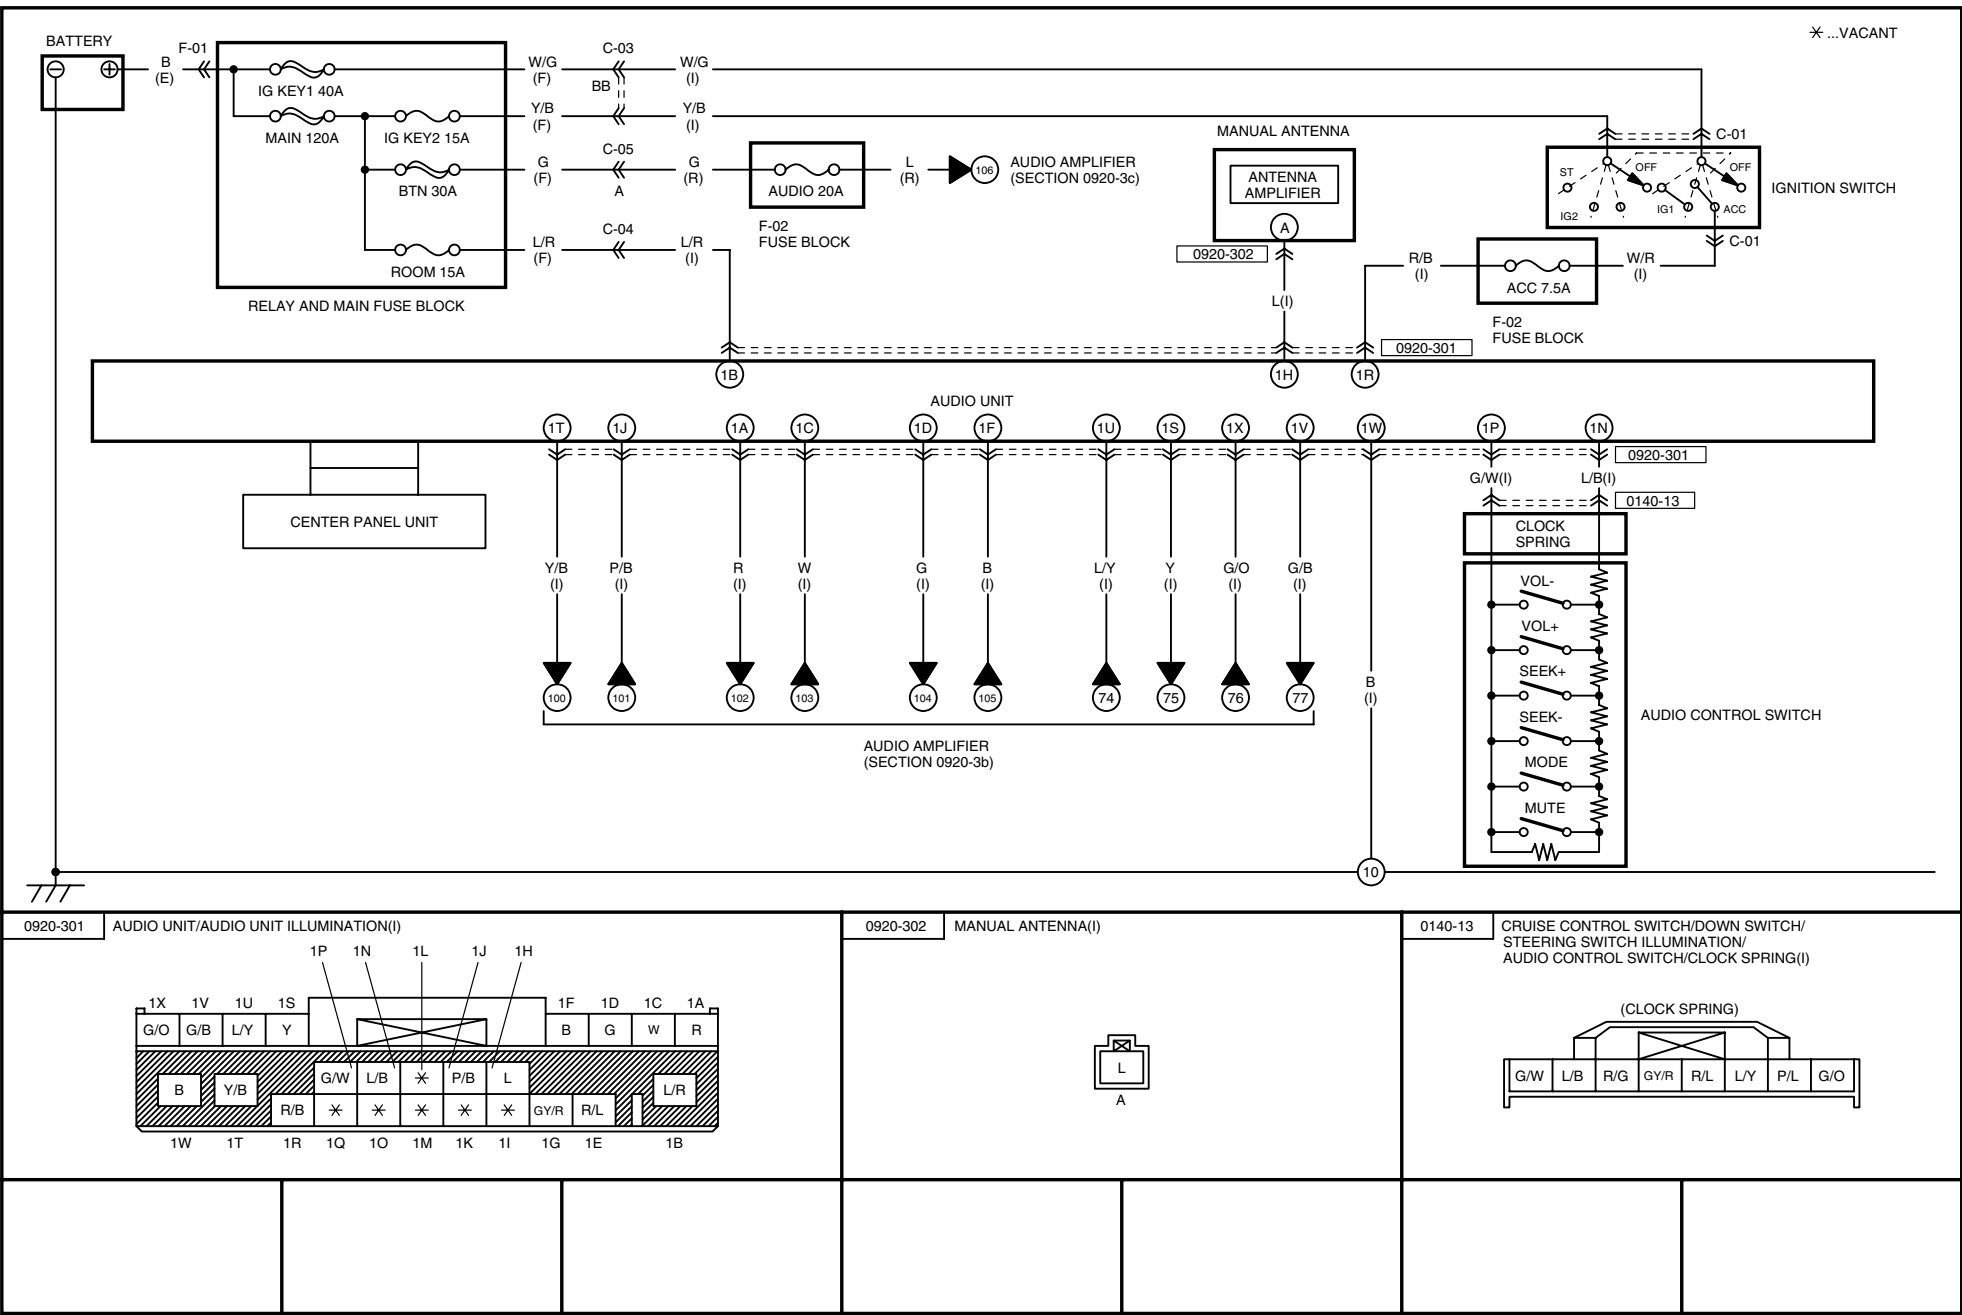 ✳ ...VACANT
BATTERY
B
(E)
F-01
IG KEY1 40A
MAIN 120A
IG KEY2 15A
BTN 30A
ROOM 15A
RELAY AND MAIN FUSE BLOCK
W/G
(F)
C-03
W/G
(I)
BB
Y/B
(F)
Y/B
(I)
G
(F)
C-05
A
G
(R)
AUDIO 20A
F-02
FUSE BLOCK
L
(R)
106
AUDIO AMPLIFIER
(SECTION 0920-3c)
L/R
(F)
C-04
L/R
(I)
MANUAL ANTENNA
ANTENNA
AMPLIFIER
A
0920-302
L(I)
C-01
ST
OFF
OFF
IG2
IG1
ACC
IGNITION SWITCH
C-01
R/B
(I)
ACC 7.5A
W/R
(I)
F-02
FUSE BLOCK
0920-301
1B
1H
1R
AUDIO UNIT
1T
1J
1A
1C
1D
1F
1U
1S
1X
1V
1W
1P
1N
0920-301
G/W(I)
L/B(I)
0140-13
CENTER PANEL UNIT
CLOCK
SPRING
Y/B
(I)
P/B
(I)
R
(I)
W
(I)
G
(I)
B
(I)
L/Y
(I)
Y
(I)
G/O
(I)
G/B
(I)
B
(I)
100
101
102
103
104
105
74
75
76
77
AUDIO AMPLIFIER
(SECTION 0920-3b)
VOL-
VOL+
SEEK+
SEEK-
MODE
MUTE
AUDIO CONTROL SWITCH
10
0920-301
AUDIO UNIT/AUDIO UNIT ILLUMINATION(I)
1P 1N 1L 1J 1H
1X 1V 1U 1S 1F 1D 1C 1A
G/O G/B L/Y Y B G W R
G/W L/B ✳ P/B L
B Y/B L/R
R/B ✳ ✳ ✳ ✳ ✳ GY/R R/L
1W 1T 1R 1Q 1O 1M 1K 1I 1G 1E 1B
0920-302
MANUAL ANTENNA(I)
L
A
0140-13
CRUISE CONTROL SWITCH/DOWN SWITCH/
STEERING SWITCH ILLUMINATION/
AUDIO CONTROL SWITCH/CLOCK SPRING(I)
(CLOCK SPRING)
G/W L/B R/G GY/R R/L L/Y P/L G/O